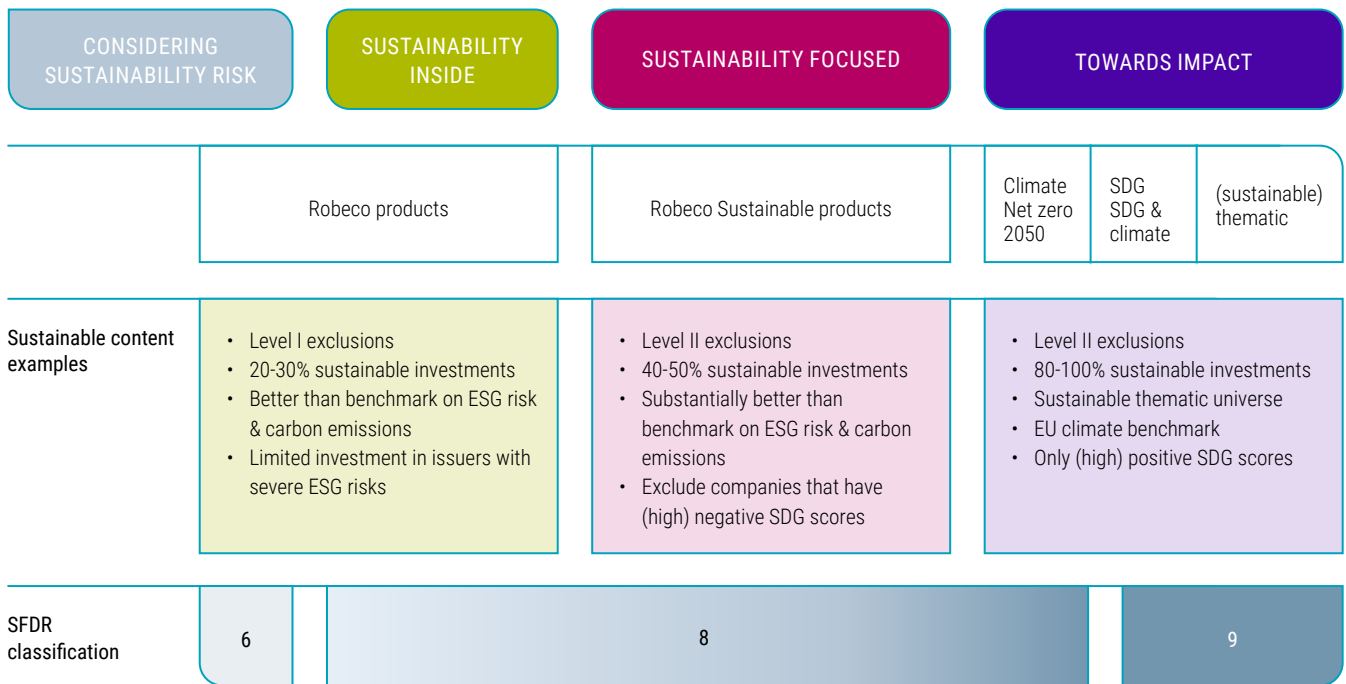 CONSIDERING
SUSTAINABILITY RISK
SUSTAINABILITY
INSIDE
SUSTAINABILITY FOCUSED
TOWARDS IMPACT
Robeco products
Robeco Sustainable products
Climate
Net zero
2050
SDG
SDG &
climate
(sustainable)
thematic
Sustainable content
examples
• Level I exclusions
• 20-30% sustainable investments
• Better than benchmark on ESG risk
& carbon emissions
• Limited investment in issuers with
severe ESG risks
• Level II exclusions
• 40-50% sustainable investments
• Substantially better than
benchmark on ESG risk & carbon
emissions
• Exclude companies that have
(high) negative SDG scores
• Level II exclusions
• 80-100% sustainable investments
• Sustainable thematic universe
• EU climate benchmark
• Only (high) positive SDG scores
SFDR
classification
6
8
9